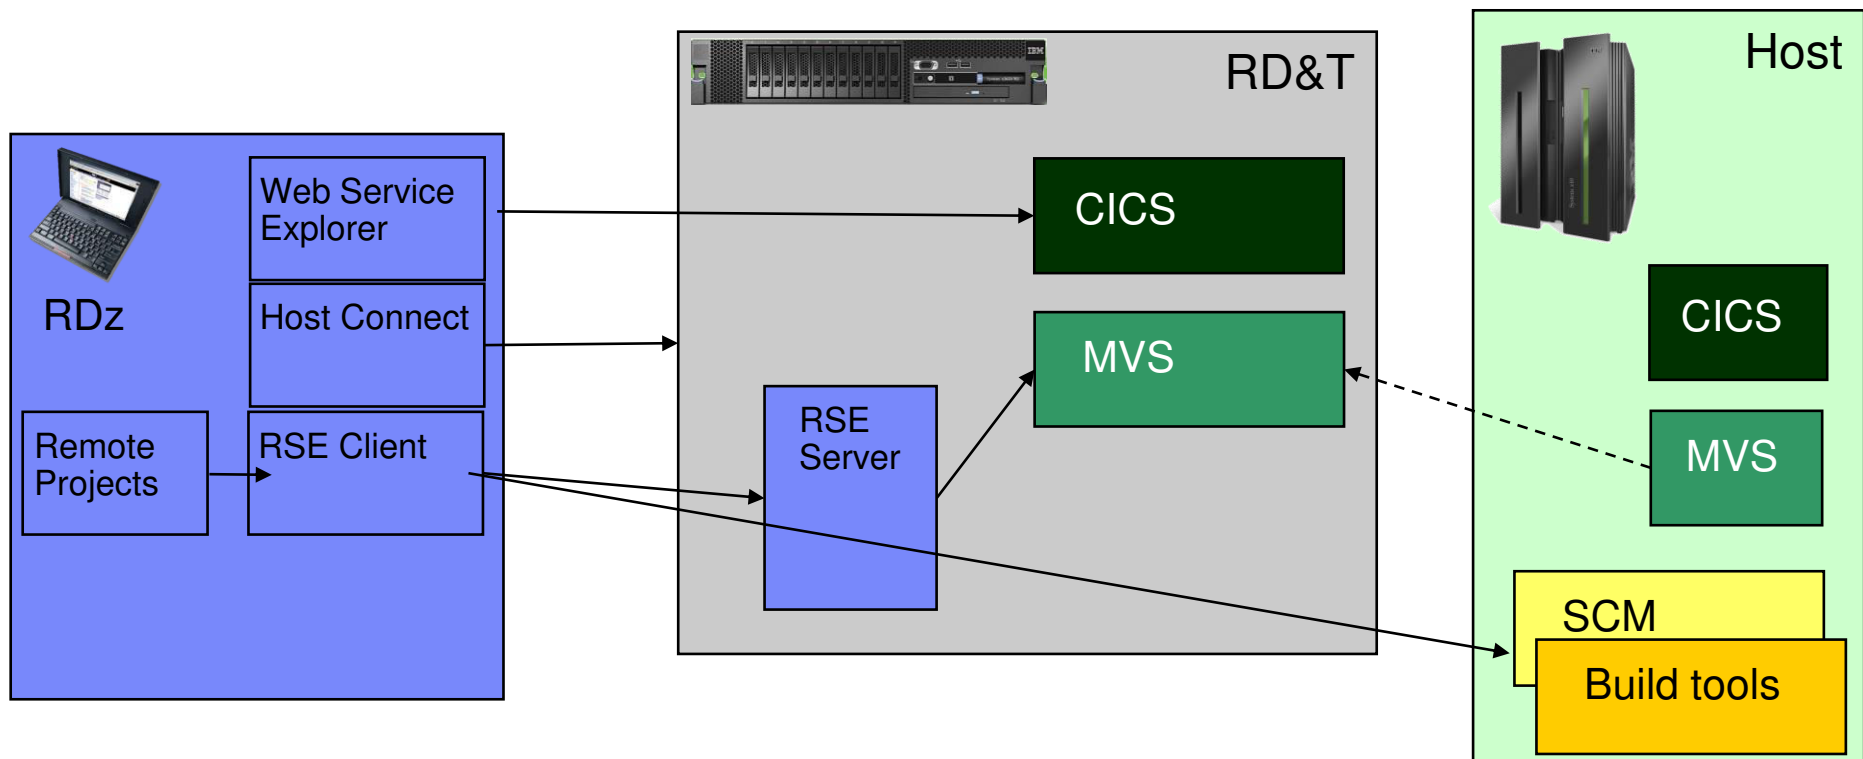 RDz
Web Service
Explorer
Host Connect
Remote
Projects
RSE Client
IBM
RD&T
CICS
MVS
RSE
Server
Host
CICS
MVS
SCM
Build tools